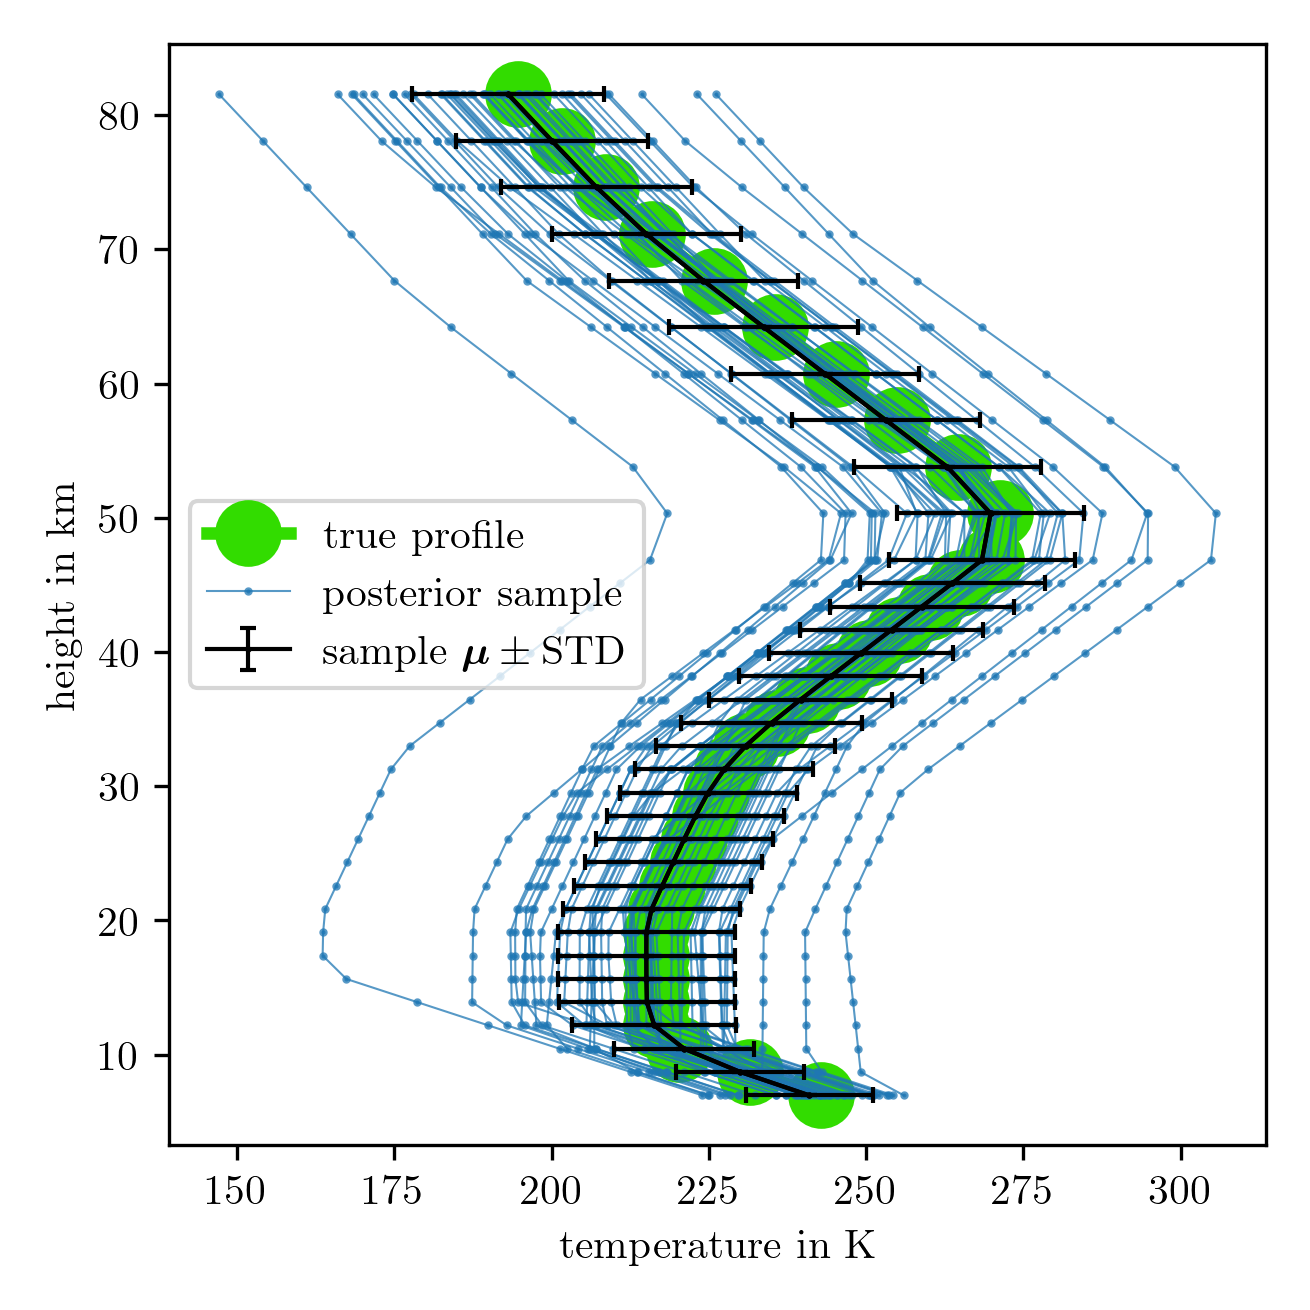 80
70
60
50
40
30
20
10
height in km
true profile
posterior sample
sample μ ± STD
150 175 200 225 250 275 300
temperature in K